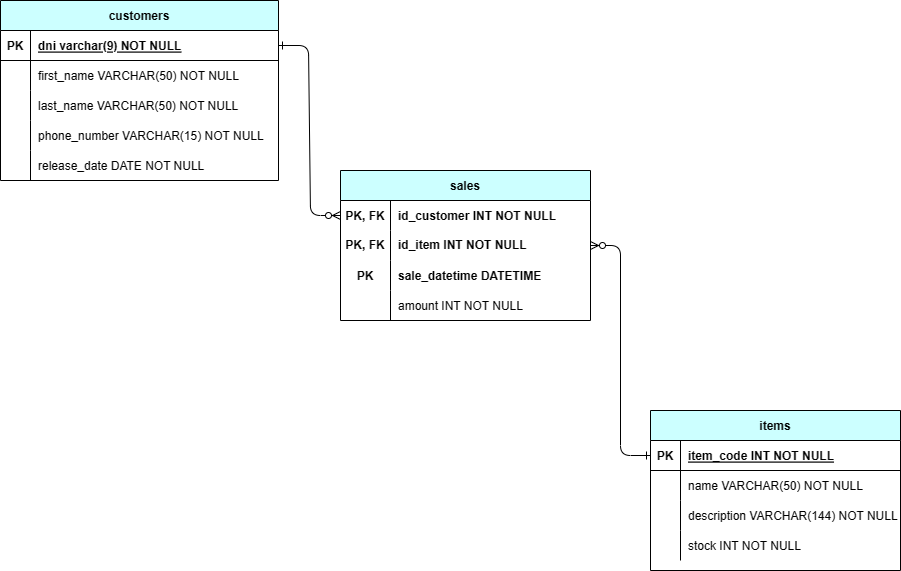 customers
PK dni varchar(9) NOT NULL
first_name VARCHAR(50) NOT NULL
last_name VARCHAR(50) NOT NULL
phone_number VARCHAR(15) NOT NULL
release_date DATE NOT NULL
sales
PK, FK id_customer INT NOT NULL
PK, FK id_item INT NOT NULL
PK sale_datetime DATETIME
amount INT NOT NULL
items
PK item_code INT NOT NULL
name VARCHAR(50) NOT NULL
description VARCHAR(144) NOT NULL
stock INT NOT NULL